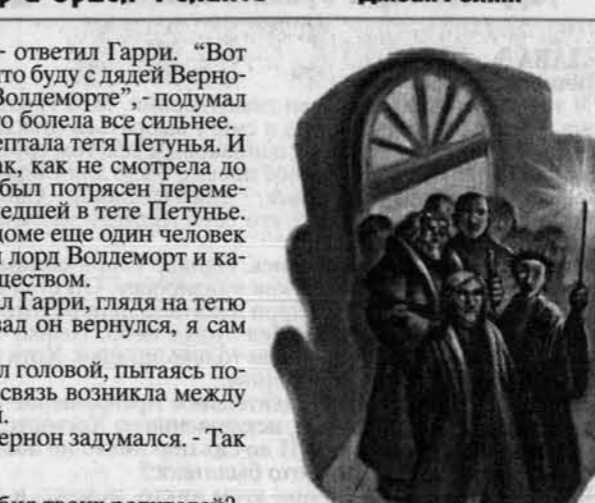 - ответил Гарри. “Вот
что буду с дядей Верно-
Волдеморте”, - подумал
го болела все сильнее.
ептала тетя Петунья. И
ак, как не смотрела до
был потрясен переме-
едшей в тете Петунье.
доме еще один человек
лорд Волдеморт и ка-
ществом.
л Гарри, глядя на тетю
зад он вернулся, я сам
л головой, пытаясь по-
связь возникла между
й.
ернон задумался. - Так